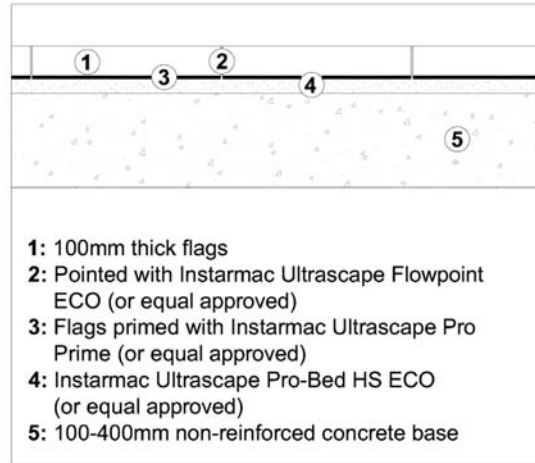 1
2
3
4
5
1: 100mm thick flags
2: Pointed with Instarmac Ultrascape Flowpoint
ECO (or equal approved)
3: Flags primed with Instarmac Ultrascape Pro
Prime (or equal approved)
4: Instarmac Ultrascape Pro-Bed HS ECO
(or equal approved)
5: 100-400mm non-reinforced concrete base